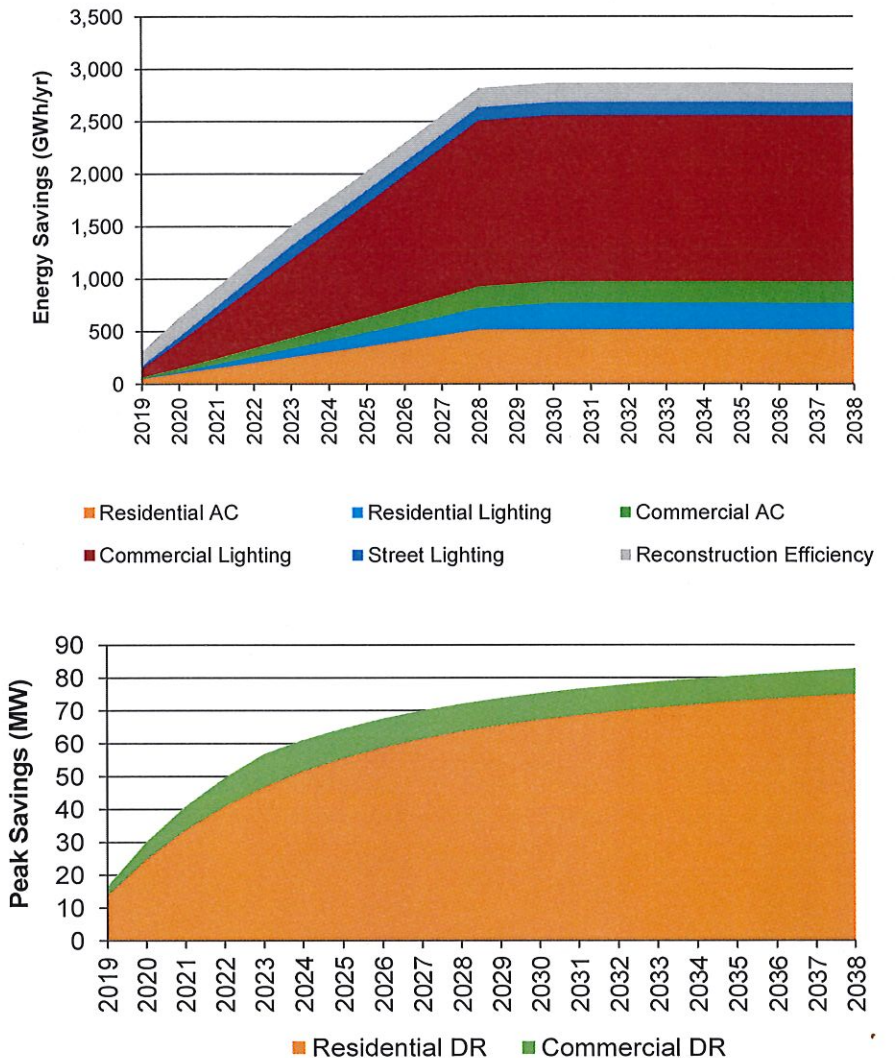 Energy Savings (GWh/yr)
3,500
3,000
2,500
2,000
1,500
1,000
500
0
2019 2020 2021 2022 2023 2024 2025 2026 2027 2028 2029 2030 2031 2032 2033 2034 2035 2036 2037 2038
Residential AC Residential Lighting Commercial AC
Commercial Lighting Street Lighting Reconstruction Efficiency
Peak Savings (MW)
90
80
70
60
50
40
30
20
10
0
2019 2020 2021 2022 2023 2024 2025 2026 2027 2028 2029 2030 2031 2032 2033 2034 2035 2036 2037 2038
Residential DR Commercial DR